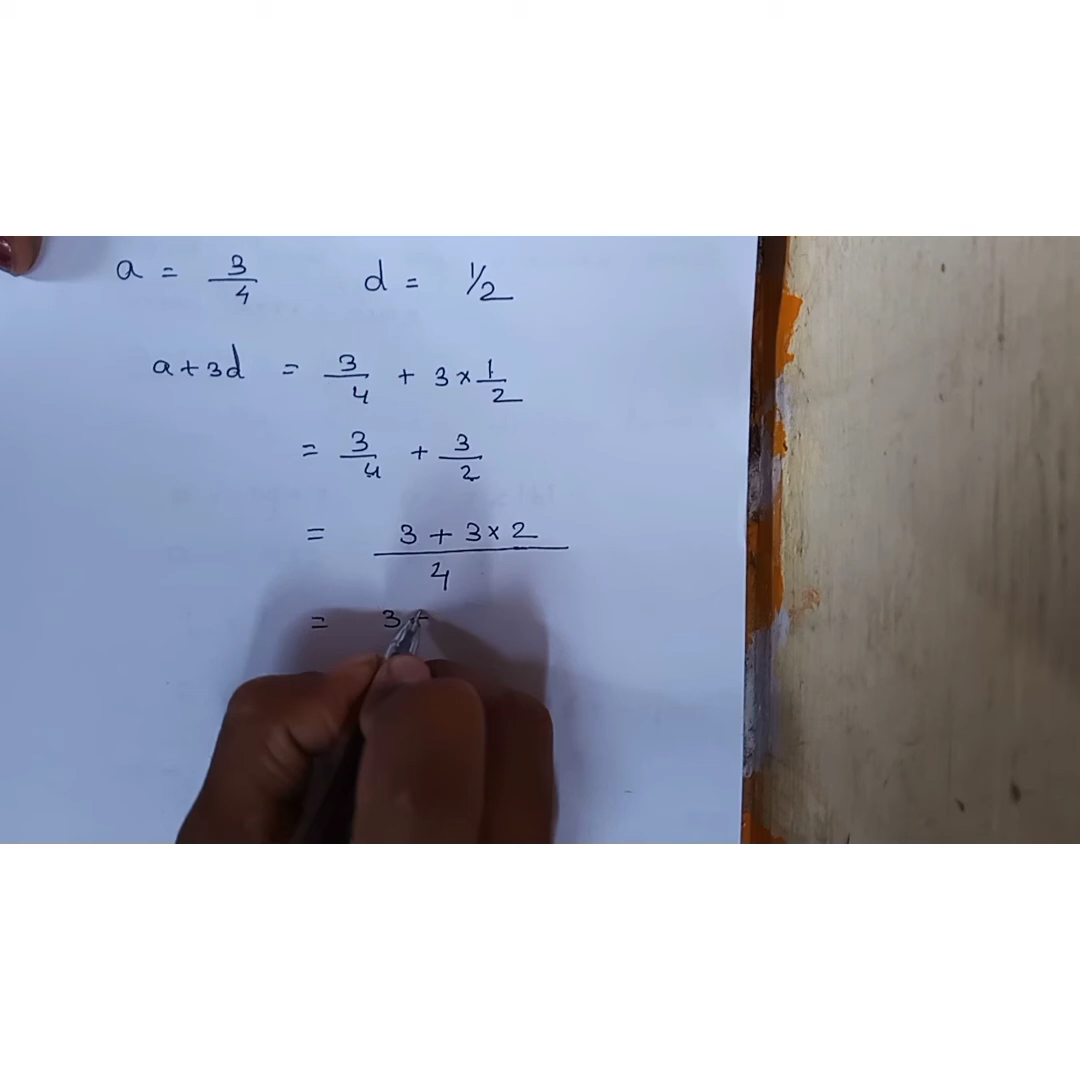 a = 3/4 d = 1/2
a + 3d = 3/4 + 3 × 1/2
= 3/4 + 3/2
= 3 + 3 × 2 / 4
= 3 +